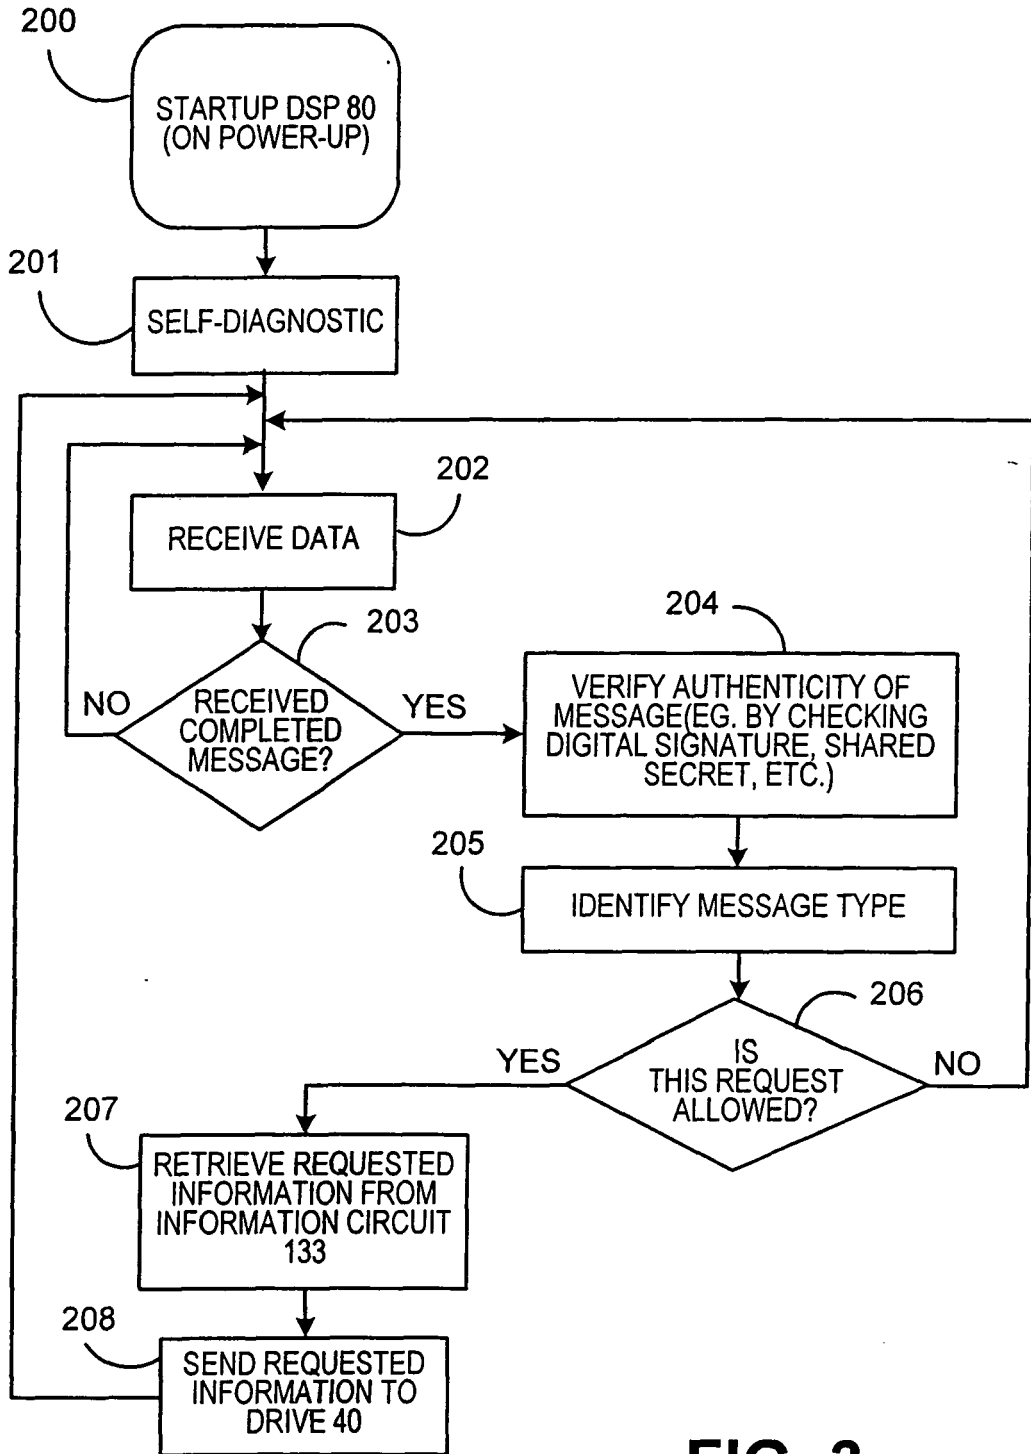 200
STARTUP DSP 80
(ON POWER-UP)
201
SELF-DIAGNOSTIC
202
RECEIVE DATA
203
RECEIVED
COMPLETED
MESSAGE?
NO
YES
204
VERIFY AUTHENTICITY OF
MESSAGE(EG. BY CHECKING
DIGITAL SIGNATURE, SHARED
SECRET, ETC.)
205
IDENTIFY MESSAGE TYPE
206
IS
THIS REQUEST
ALLOWED?
YES
NO
207
RETRIEVE REQUESTED
INFORMATION FROM
INFORMATION CIRCUIT
133
208
SEND REQUESTED
INFORMATION TO
DRIVE 40